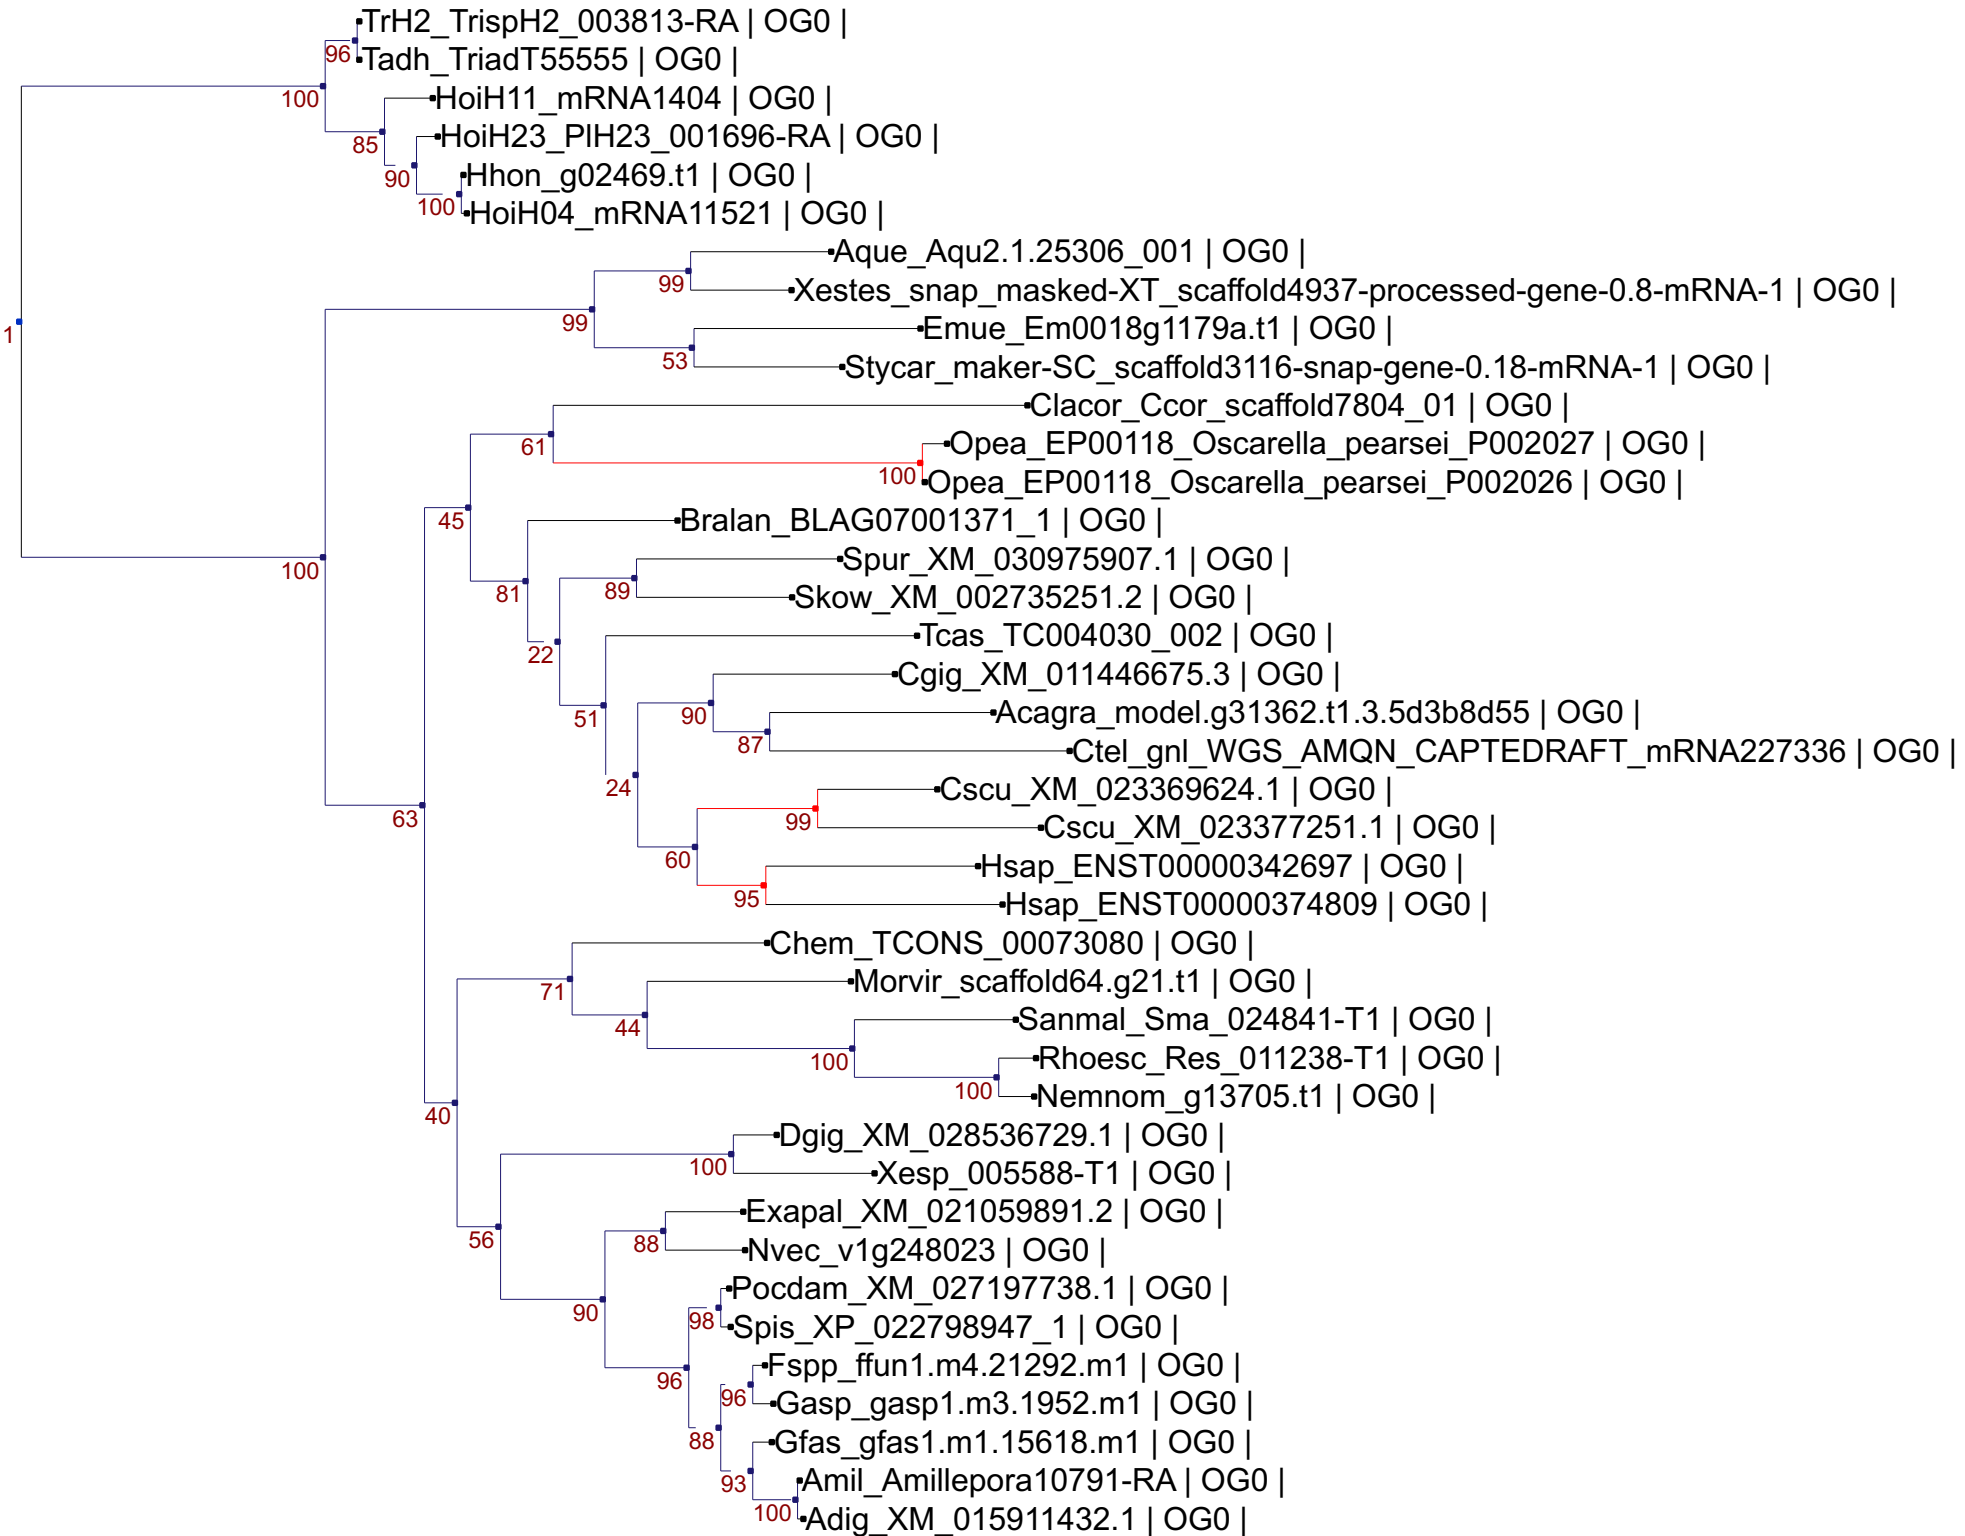 TrH2_TrispH2_003813-RA | OG0 |
96
Tadh_TriadT55555 | OG0 |
100
HoiH11_mRNA1404 | OG0 |
HoiH23_PlH23_001696-RA | OG0 |
85
Hhon_g02469.t1 | OG0 |
90
100
HoiH04_mRNA11521 | OG0 |
Aque_Aqu2.1.25306_001 | OG0 |
99
Xestes_snap_masked-XT_scaffold4937-processed-gene-0.8-mRNA-1 | OG0 |
99
Emue_Em0018g1179a.t1 | OG0 |
1
53
Stycar_maker-SC_scaffold3116-snap-gene-0.18-mRNA-1 | OG0 |
Clacor_Ccor_scaffold7804_01 | OG0 |
61
Opea_EP00118_Oscarella_pearsei_P002027 | OG0 |
100
Opea_EP00118_Oscarella_pearsei_P002026 | OG0 |
45
Bralan_BLAG07001371_1 | OG0 |
100
Spur_XM_030975907.1 | OG0 |
81
89
Skow_XM_002735251.2 | OG0 |
Tcas_TC004030_002 | OG0 |
22
Cgig_XM_011446675.3 | OG0 |
51
90
Acagra_model.g31362.t1.3.5d3b8d55 | OG0 |
87
Ctel_gnl_WGS_AMQN_CAPTEDRAFT_mRNA227336 | OG0 |
24
Cscu_XM_023369624.1 | OG0 |
63
99
Cscu_XM_023377251.1 | OG0 |
60
Hsap_ENST00000342697 | OG0 |
95
Hsap_ENST00000374809 | OG0 |
Chem_TCONS_00073080 | OG0 |
71
Morvir_scaffold64.g21.t1 | OG0 |
44
Sanmal_Sma_024841-T1 | OG0 |
100
Rhoesc_Res_011238-T1 | OG0 |
100
Nemnom_g13705.t1 | OG0 |
40
Dgig_XM_028536729.1 | OG0 |
100
Xesp_005588-T1 | OG0 |
Exapal_XM_021059891.2 | OG0 |
56
88
Nvec_v1g248023 | OG0 |
Pocdam_XM_027197738.1 | OG0 |
90
98
Spis_XP_022798947_1 | OG0 |
Fspp_ffun1.m4.21292.m1 | OG0 |
96
96
Gasp_gasp1.m3.1952.m1 | OG0 |
88
Gfas_gfas1.m1.15618.m1 | OG0 |
93
Amil_Amillepora10791-RA | OG0 |
100
Adig_XM_015911432.1 | OG0 |